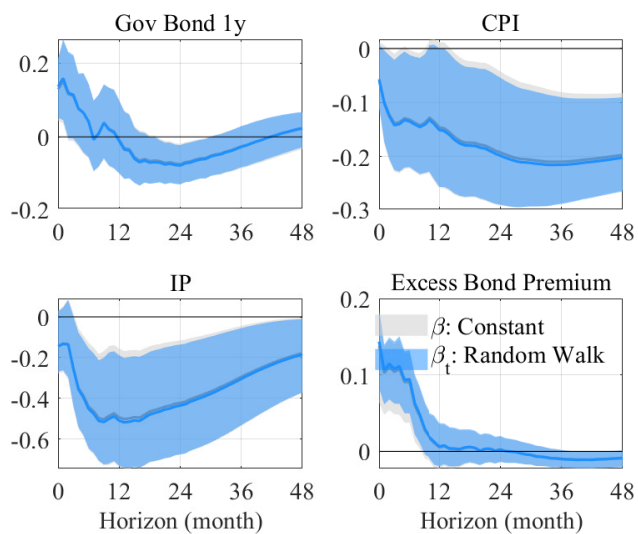 Gov Bond 1y
CPI
0.2
0
-0.2
0 12 24 36 48
0
-0.1
-0.2
-0.3
0 12 24 36 48
IP
Excess Bond Premium
0
-0.2
-0.4
-0.6
0 12 24 36 48
Horizon (month)
0.2
0.1
0
β: Constant
βt: Random Walk
0 12 24 36 48
Horizon (month)